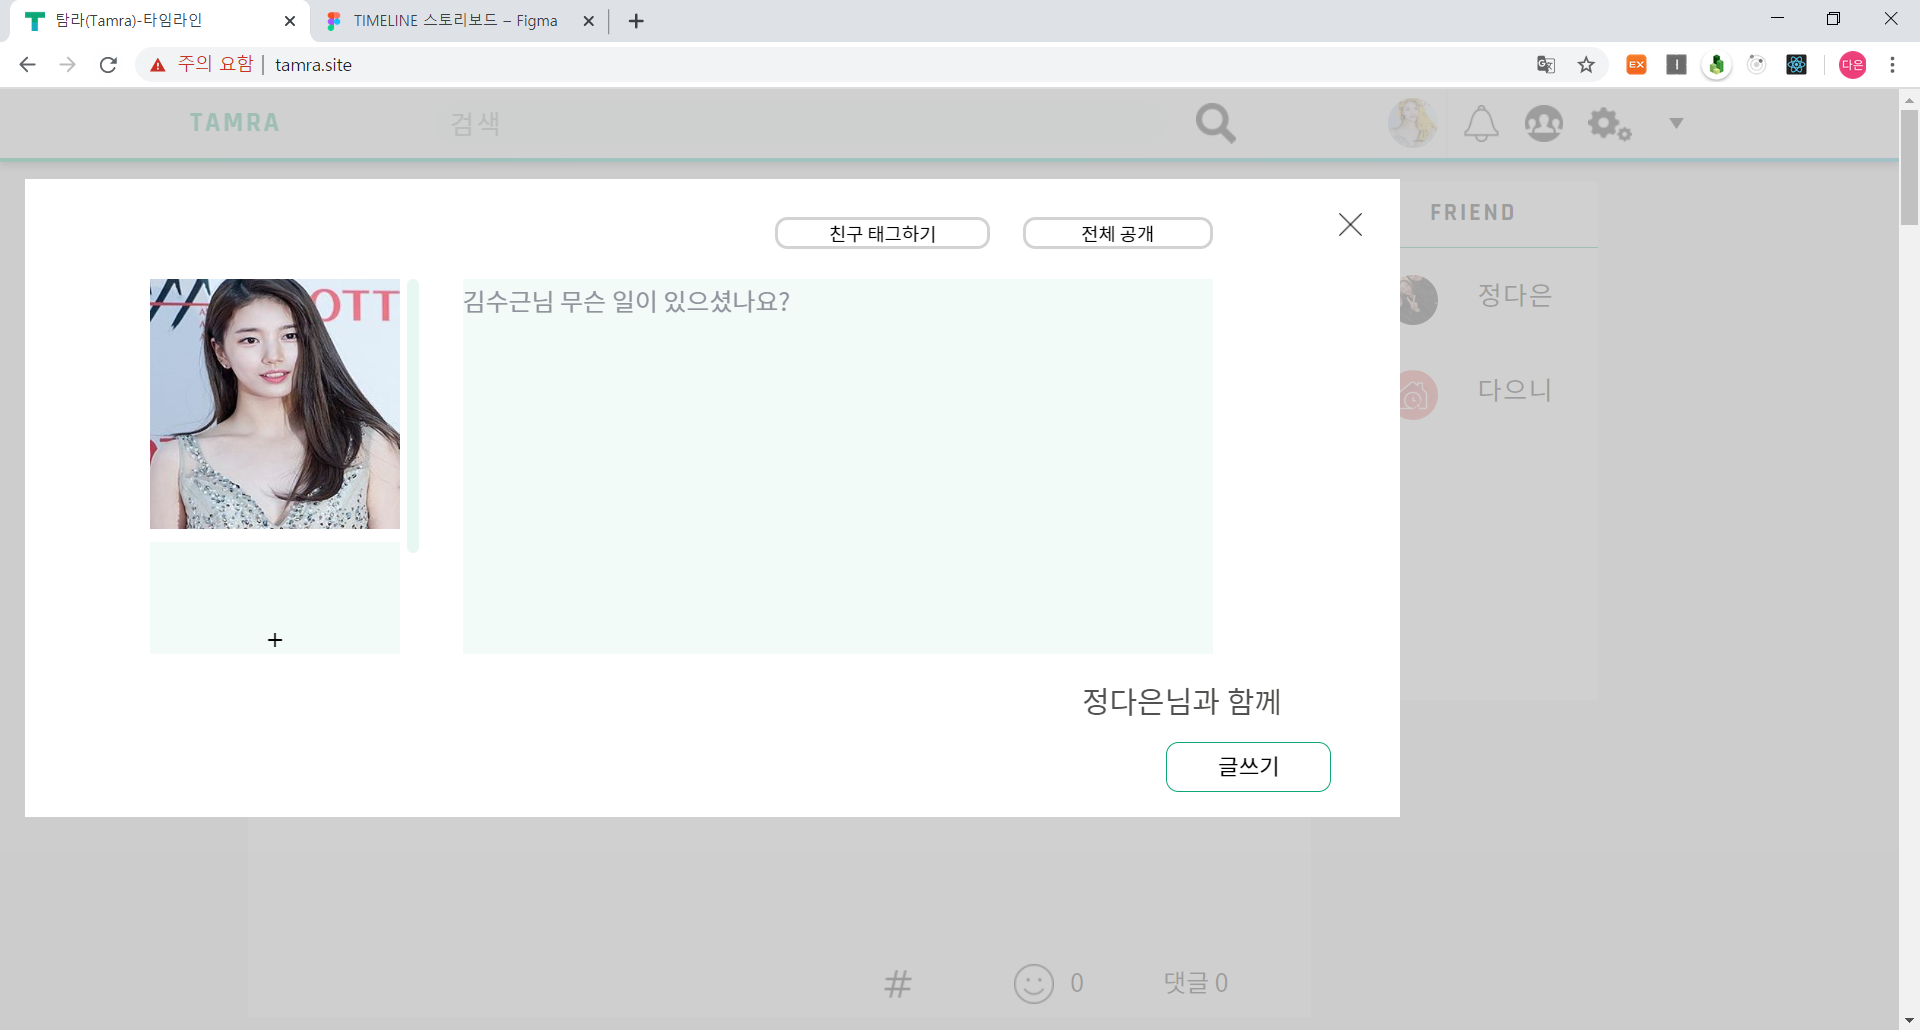 탐라(Tamra)-타임라인
TIMELINE 스토리보드 – Figma
주의 요함
tamra.site
EX
다은
TAMRA
검색
친구 태그하기
전체 공개
FRIEND
OTT
김수근님 무슨 일이 있으셨나요?
정다은
다으니
+
정다은님과 함께
글쓰기
#
0
댓글 0